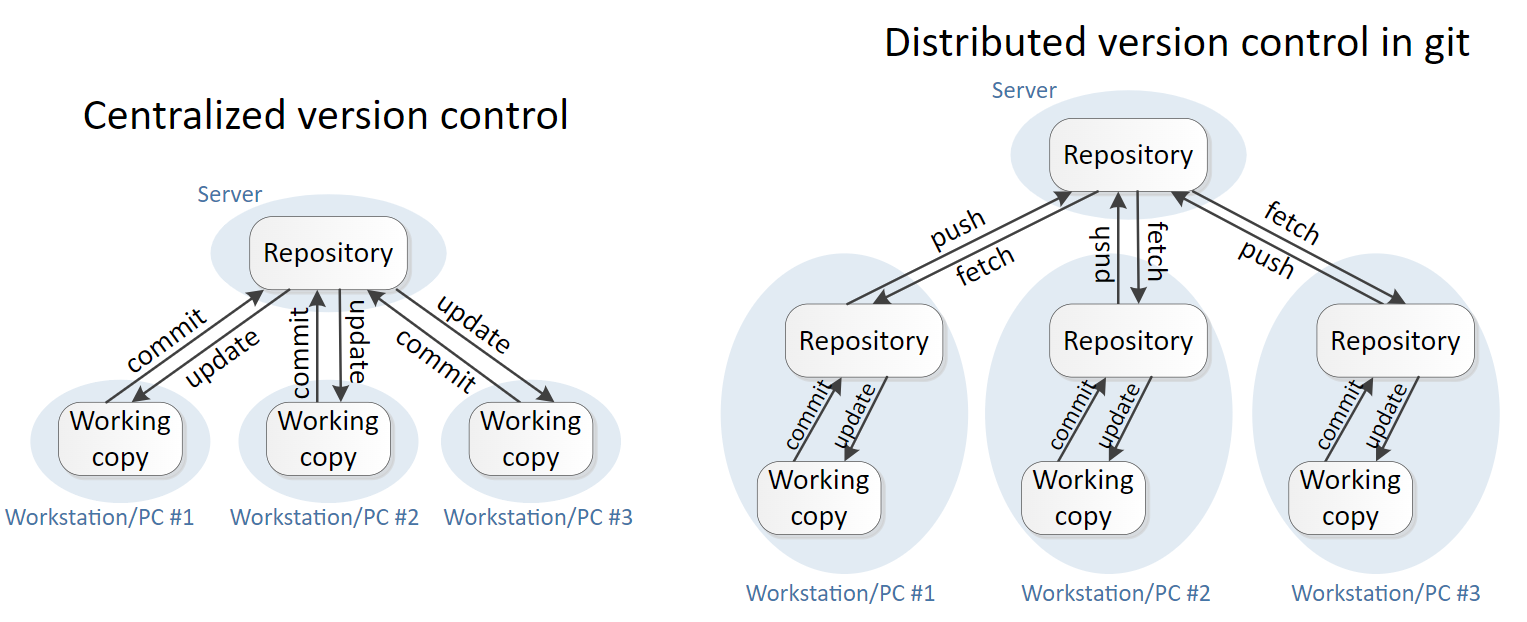 Centralized version control
Server
Repository
commit
update
commit
update
update
commit
Working
copy
Working
copy
Working
copy
Workstation/PC #1
Workstation/PC #2
Workstation/PC #3
Distributed version control in git
Server
Repository
push
fetch
push
fetch
fetch
push
Repository
Repository
Repository
commit
update
commit
update
commit
update
Working
copy
Working
copy
Working
copy
Workstation/PC #1
Workstation/PC #2
Workstation/PC #3